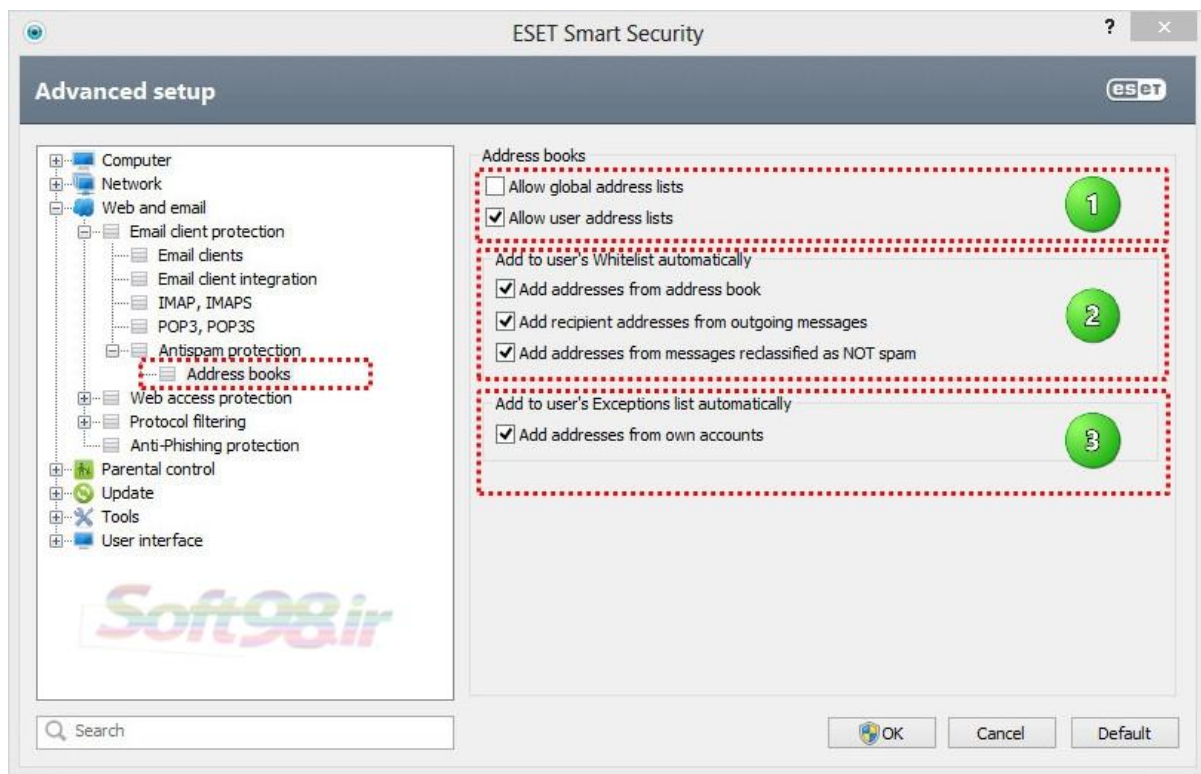 ESET Smart Security
?
Advanced setup
eset
Computer
Network
Web and email
Email client protection
Email clients
Email client integration
IMAP, IMAPS
POP3, POP3S
Antispam protection
Address books
Web access protection
Protocol filtering
Anti-Phishing protection
Parental control
Update
Tools
User interface
Soft98.ir
Search
Address books
Allow global address lists
Allow user address lists
1
Add to user's Whitelist automatically
Add addresses from address book
Add recipient addresses from outgoing messages
Add addresses from messages reclassified as NOT spam
2
Add to user's Exceptions list automatically
Add addresses from own accounts
3
OK
Cancel
Default